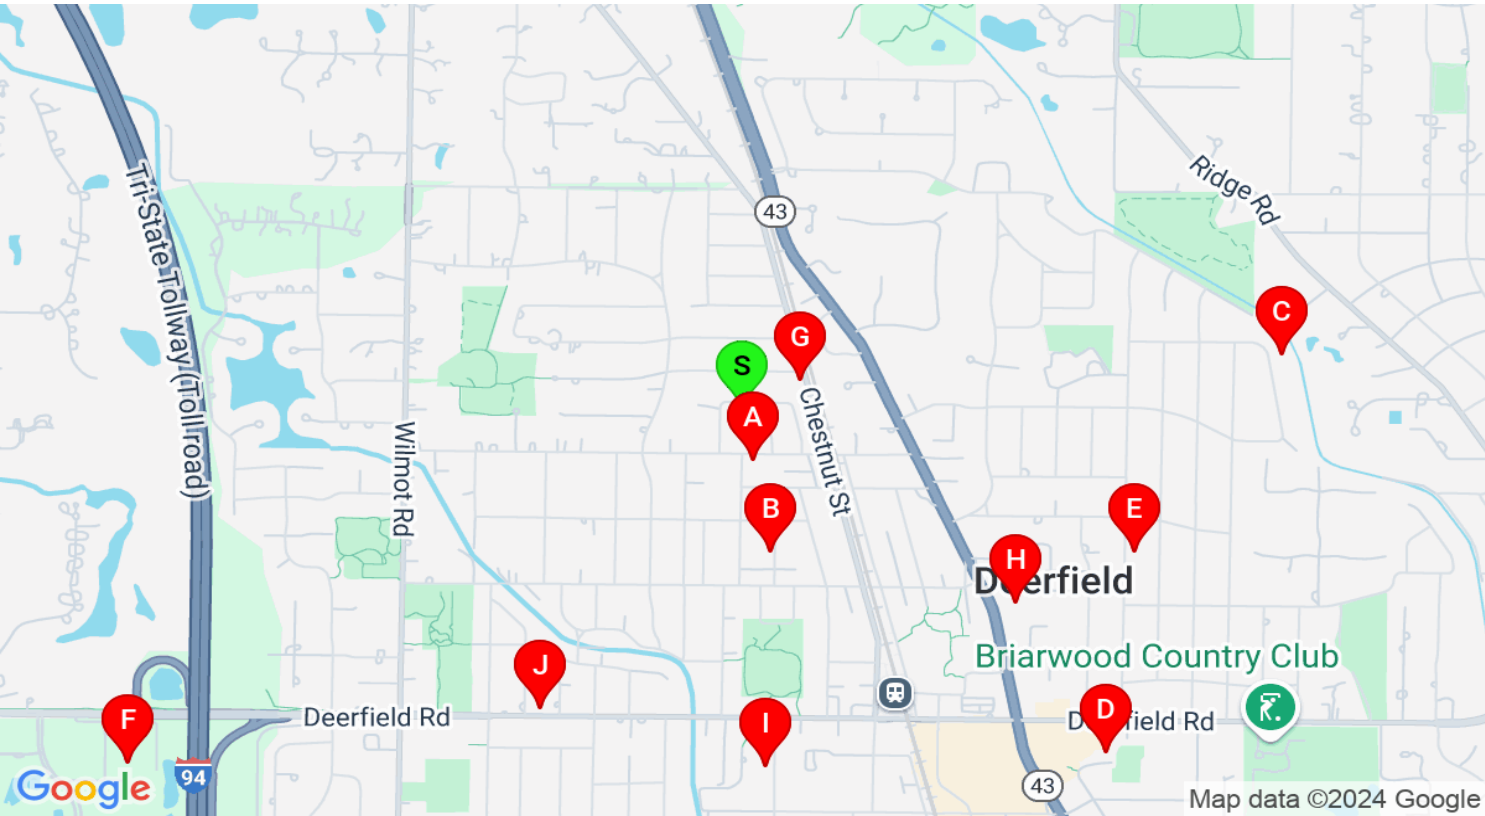 43
Ridge Rd
Tri-State Tollway (Toll road)
C
G
S
A
Chestnut St
Wilmot Rd
B
E
H
Deerfield
Briarwood Country Club
J
F
Deerfield Rd
I
D
Deerfield Rd
94
43
Google
Map data ©2024 Google